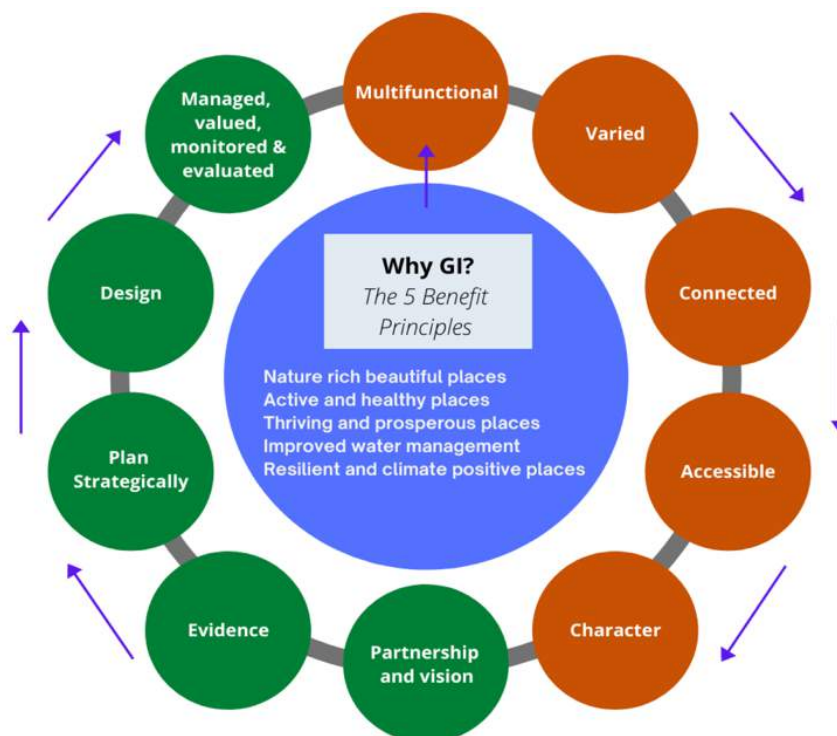 Multifunctional
Varied
Connected
Accessible
Character
Partnership
and vision
Evidence
Plan
Strategically
Design
Managed,
valued,
monitored &
evaluated
Why GI?
The 5 Benefit
Principles
Nature rich beautiful places
Active and healthy places
Thriving and prosperous places
Improved water management
Resilient and climate positive places